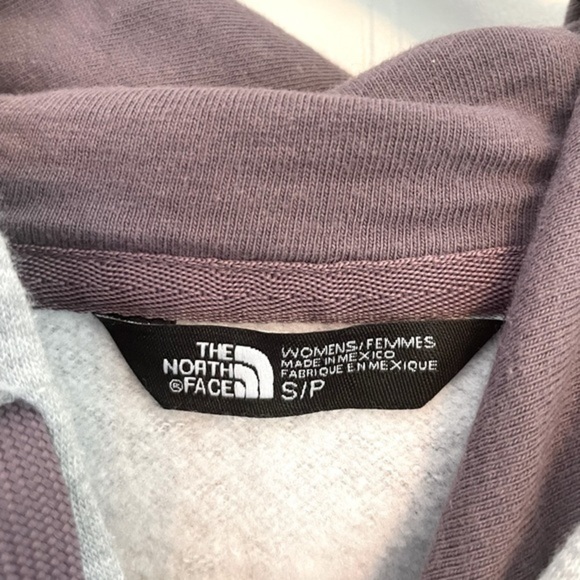 THE
NORTH
®FACE
WOMENS/FEMMES
MADE IN MEXICO
FABRIQUE EN MEXIQUE
S/P